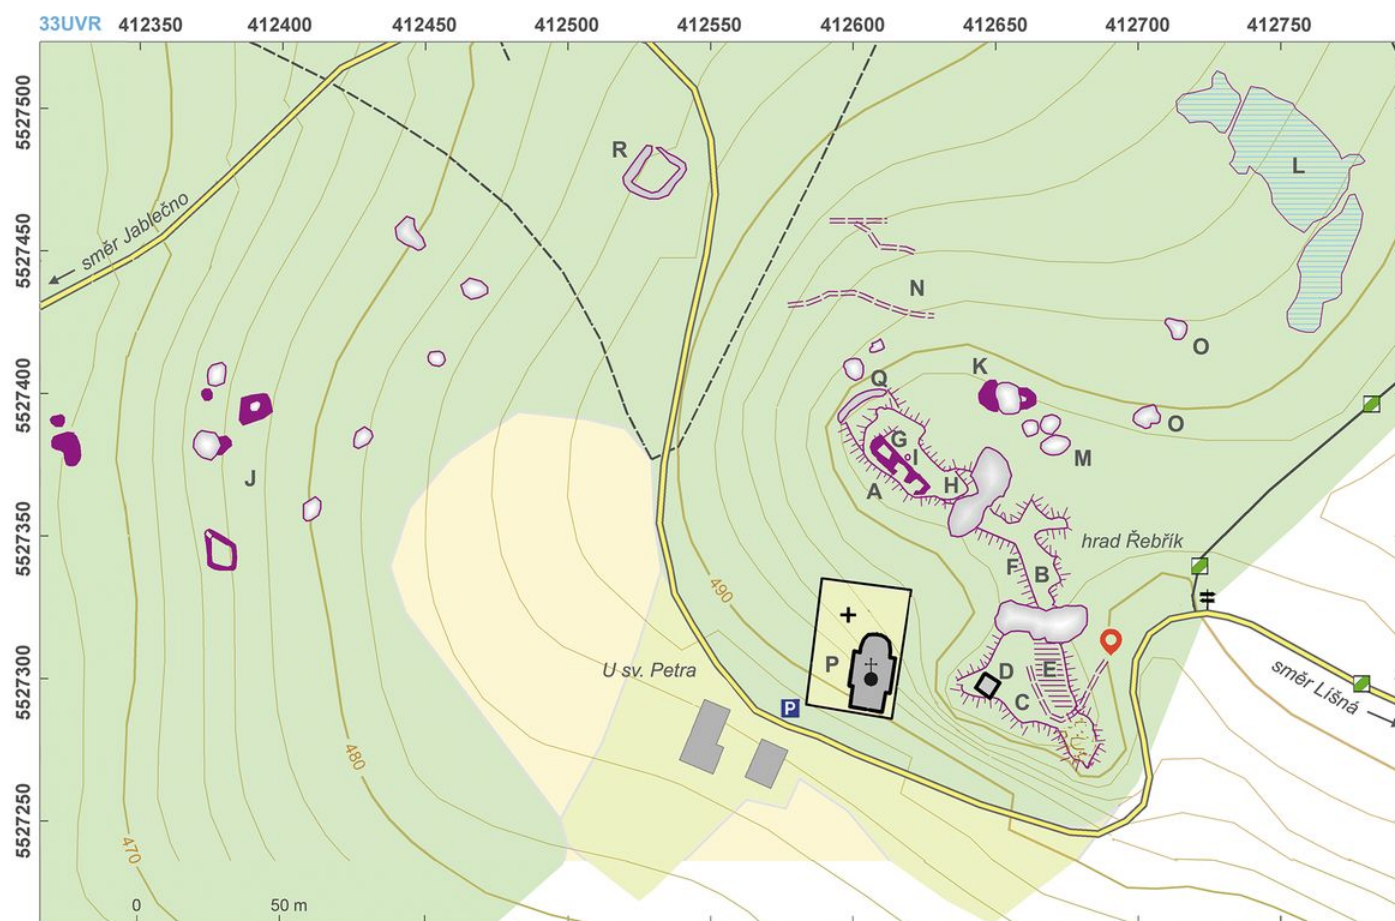 33UVR 412350 412400 412450 412500 412550 412600 412650 412700 412750
5527500
R
L
směr Jablečno
5527450
N
O
K
5527400
Q
O
G
I
M
J
A
H
5527350
hrad Řebřík
F
B
490
5527300
U sv. Petra
P
D
E
C
směr Líšná
P
480
5527250
470
0 50 m